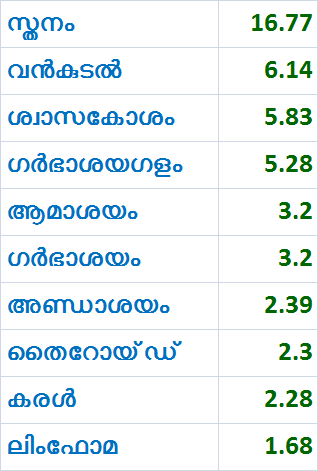 സ്തനം 16.77
വൻകുടൽ 6.14
ശ്വാസകോശം 5.83
ഗർഭാശയഗളം 5.28
ആമാശയം 3.2
ഗർഭാശയം 3.2
അണ്ഡാശയം 2.39
തൈറോയ് ഡ് 2.3
കരൾ 2.28
ലിംഫോമ 1.68